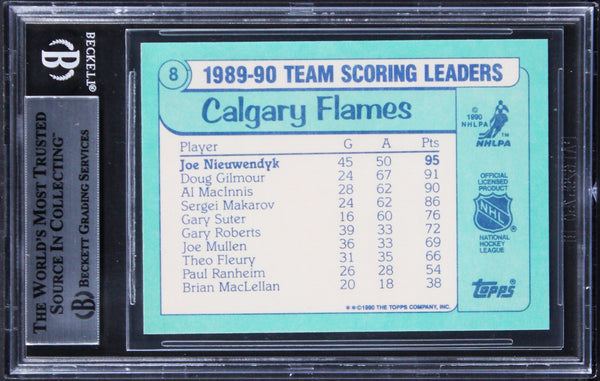 BECKETT
THE WORLD'S MOST TRUSTED
SOURCE IN COLLECTING™
BECKETT GRADING SERVICES
8
1989-90 TEAM SCORING LEADERS
Calgary Flames
Player G A Pts
Joe Nieuwendyk 45 50 95
Doug Gilmour 24 67 91
Al MacInnis 28 62 90
Sergei Makarov 24 62 86
Gary Suter 16 60 76
Gary Roberts 39 33 72
Joe Mullen 36 33 69
Theo Fleury 31 35 66
Paul Ranheim 26 28 54
Brian MacLellan 20 18 38
**©1990 THE TOPPS COMPANY, INC.
©
1990
NHLPA
™
NHLPA
OFFICIAL
LICENSED
PRODUCT
NHL
NATIONAL
HOCKEY
LEAGUE
topps®